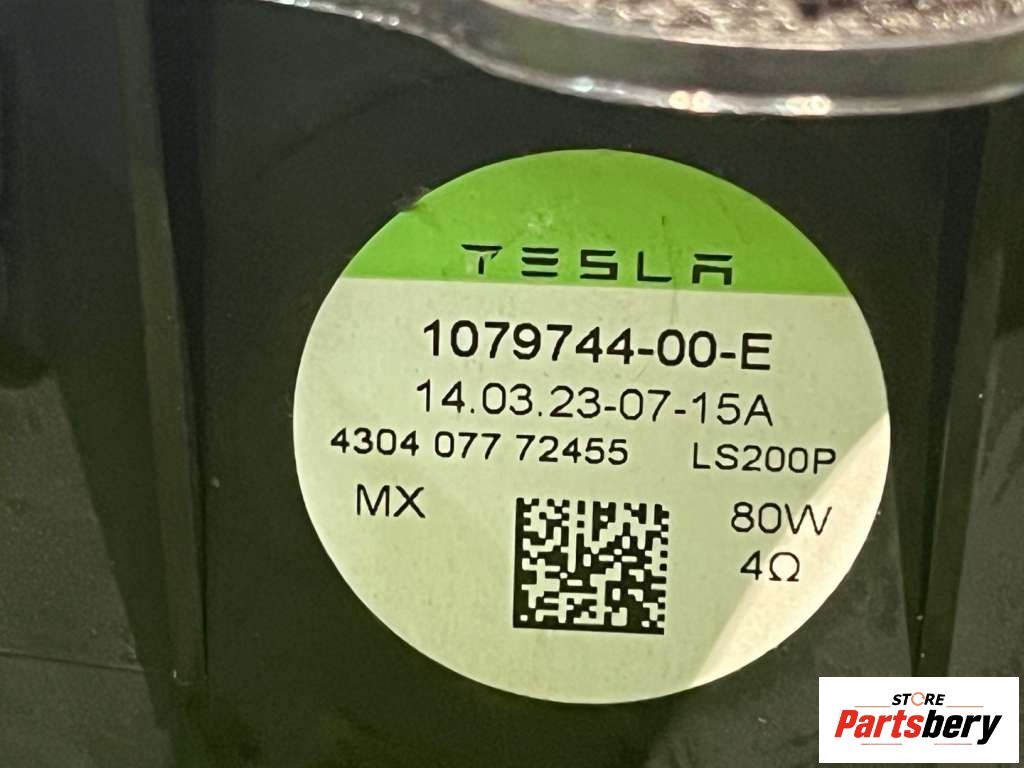 TESLA
1079744-00-E
14.03.23-07-15A
4304 077 72455 LS200P
MX
80W
4Ω
STORE
Partsbery